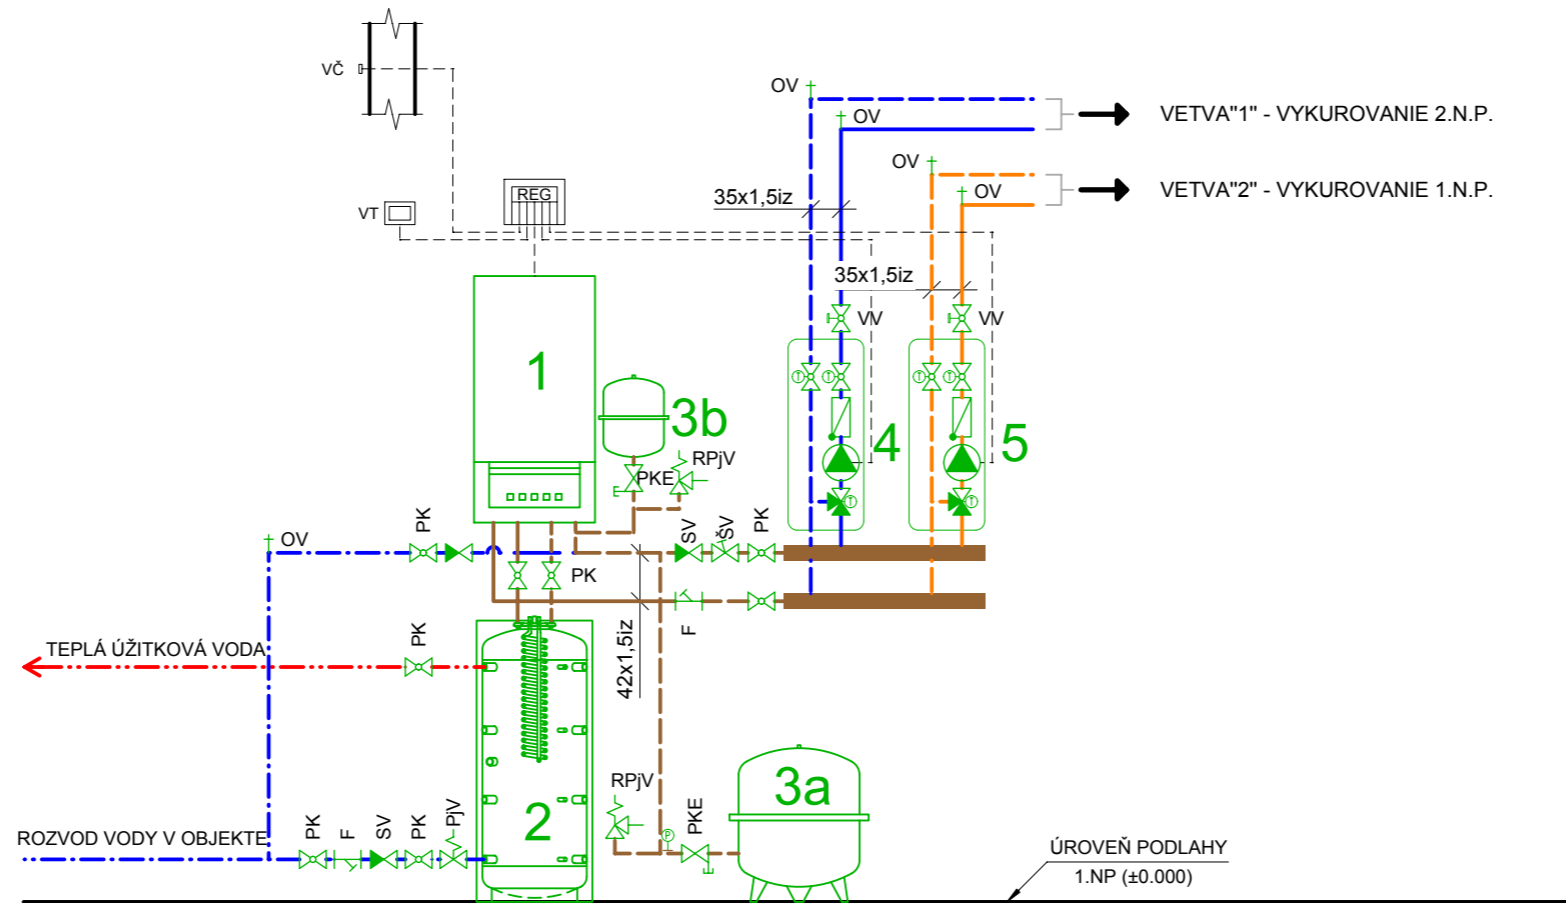 VČ
OV
VETVA"1" - VYKUROVANIE 2.N.P.
OV
OV
VETVA"2" - VYKUROVANIE 1.N.P.
OV
REG
35x1,5iz
VT
35x1,5iz
VV
VV
1
3b
4
5
RPjV
PKE
PK
SV
ŠV
PK
OV
PK
F
PK
TEPLÁ ÚŽITKOVÁ VODA
42x1,5iz
RPjV
3a
2
P
PKE
PK
F
SV
PK
PjV
ROZVOD VODY V OBJEKTE
ÚROVEŇ PODLAHY
1.NP (±0.000)
T
T
T
T
T
T